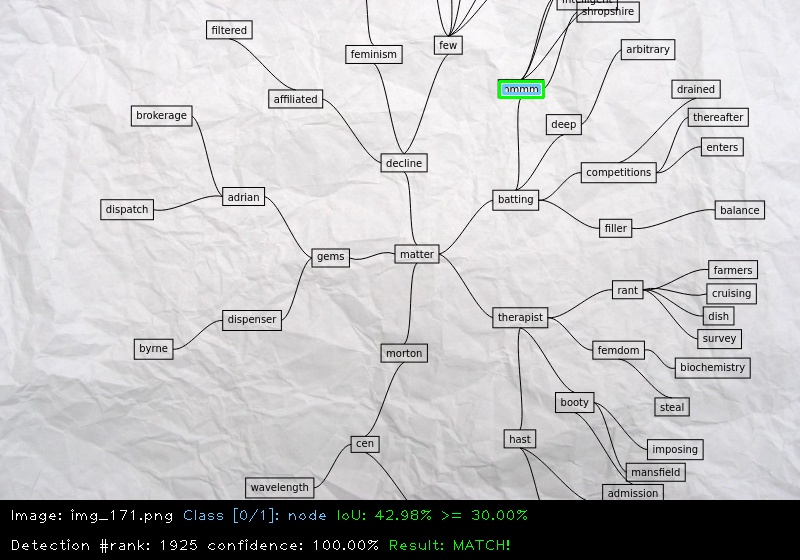 intelligent
shropshire
filtered
few
feminism
arbitrary
drained
affiliated
brokerage
thereafter
deep
enters
decline
competitions
adrian
batting
dispatch
balance
filler
matter
gems
farmers
rant
cruising
dish
therapist
dispenser
survey
byrne
femdom
morton
biochemistry
booty
steal
hast
cen
imposing
mansfield
wavelength
admission
Image: img_171.png Class [0/1]: node IoU: 42.98% >= 30.00%
Detection #rank: 1925 confidence: 100.00% Result: MATCH!